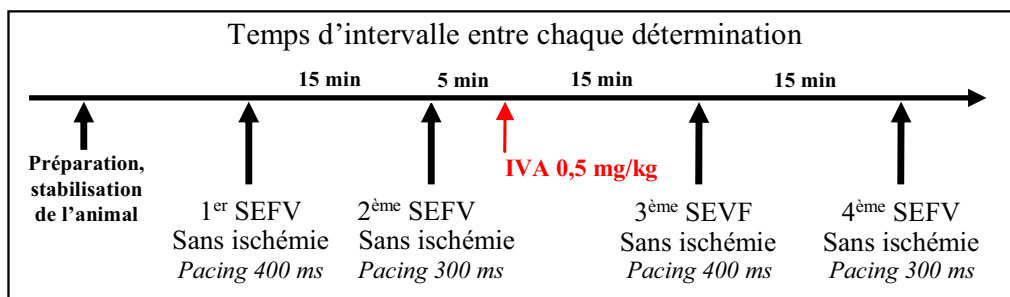 Temps d’intervalle entre chaque détermination
15 min 5 min 15 min 15 min
Préparation,
stabilisation
de l’animal
IVA 0,5 mg/kg
1er SEFV 2ème SEFV 3ème SEVF 4ème SEFV
Sans ischémie Sans ischémie Sans ischémie Sans ischémie
Pacing 400 ms Pacing 300 ms Pacing 400 ms Pacing 300 ms